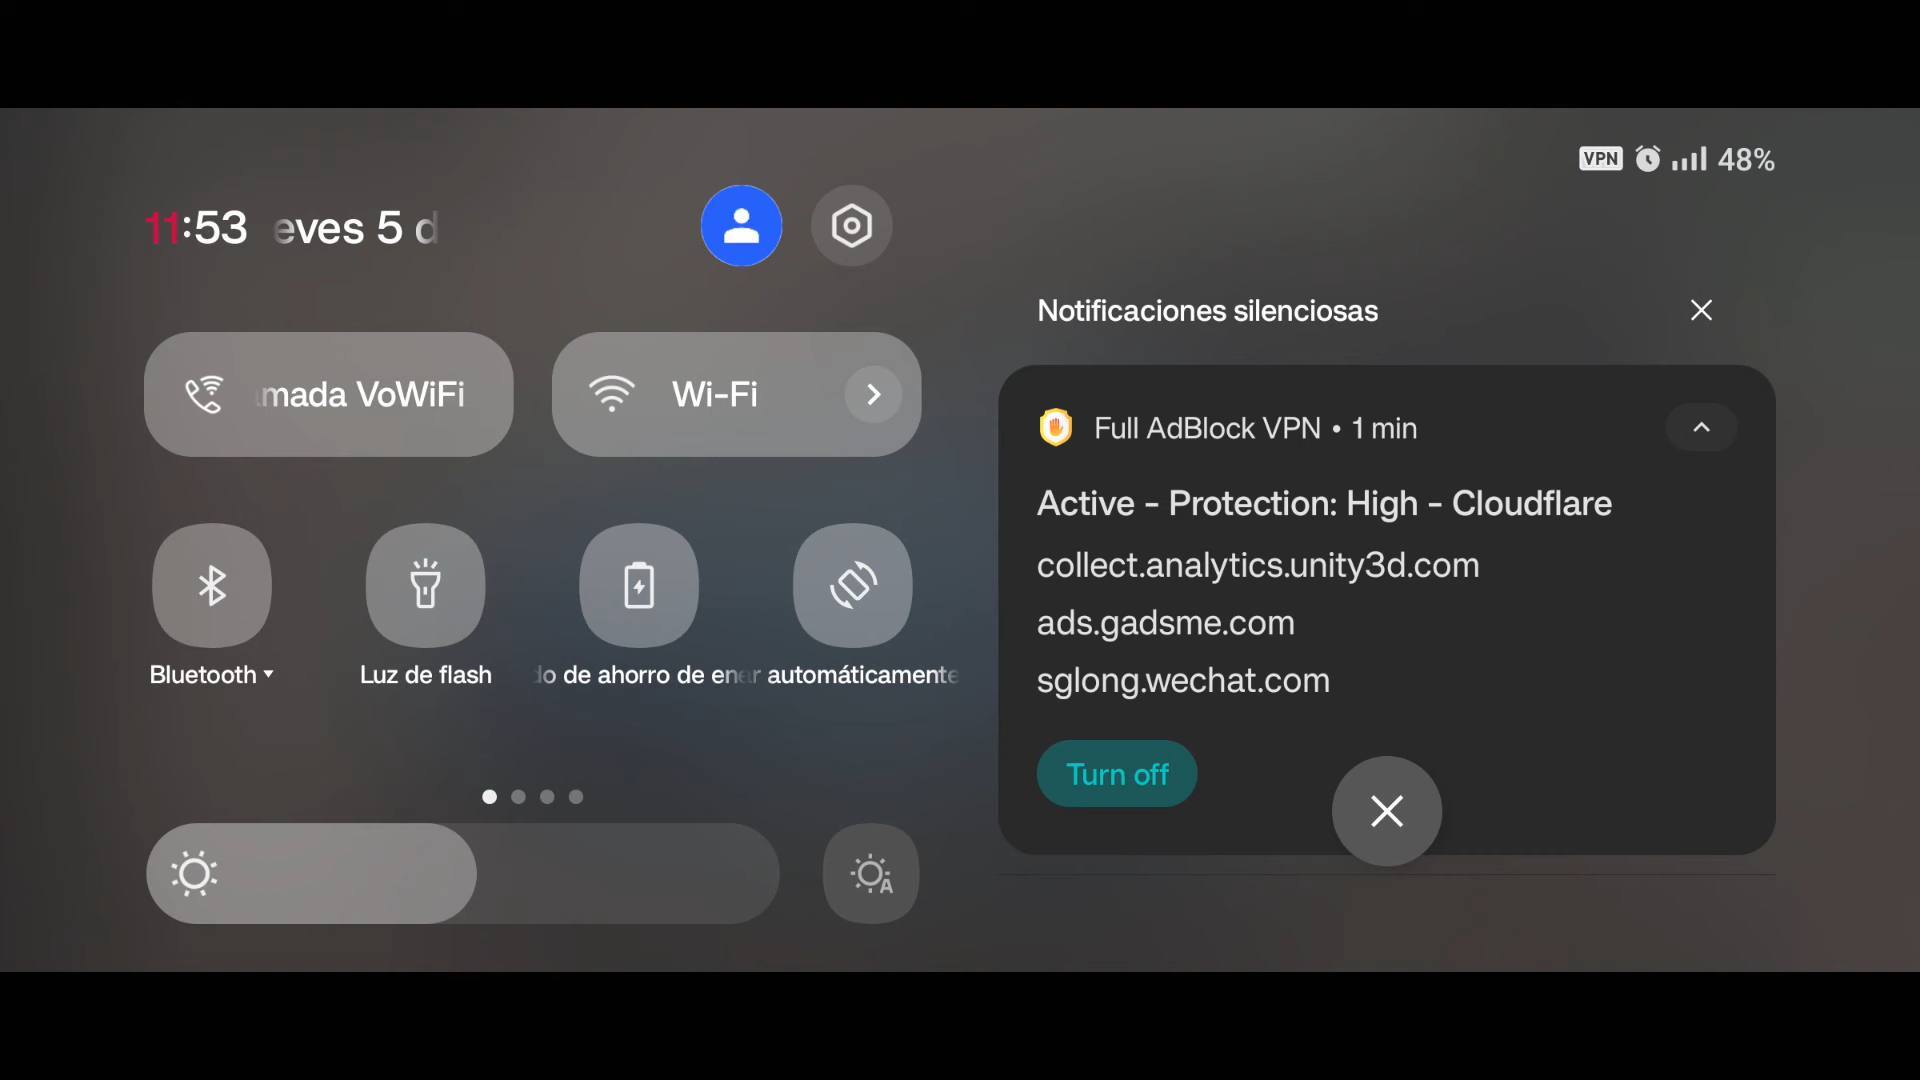 VPN 48%
11:53 eves 5 d
mada VoWiFi
Wi-Fi
Bluetooth
Luz de flash
do de ahorro de ener
automáticamente
A
Notificaciones silenciosas
Full AdBlock VPN • 1 min
Active - Protection: High - Cloudflare
collect.analytics.unity3d.com
ads.gadsme.com
sglong.wechat.com
Turn off